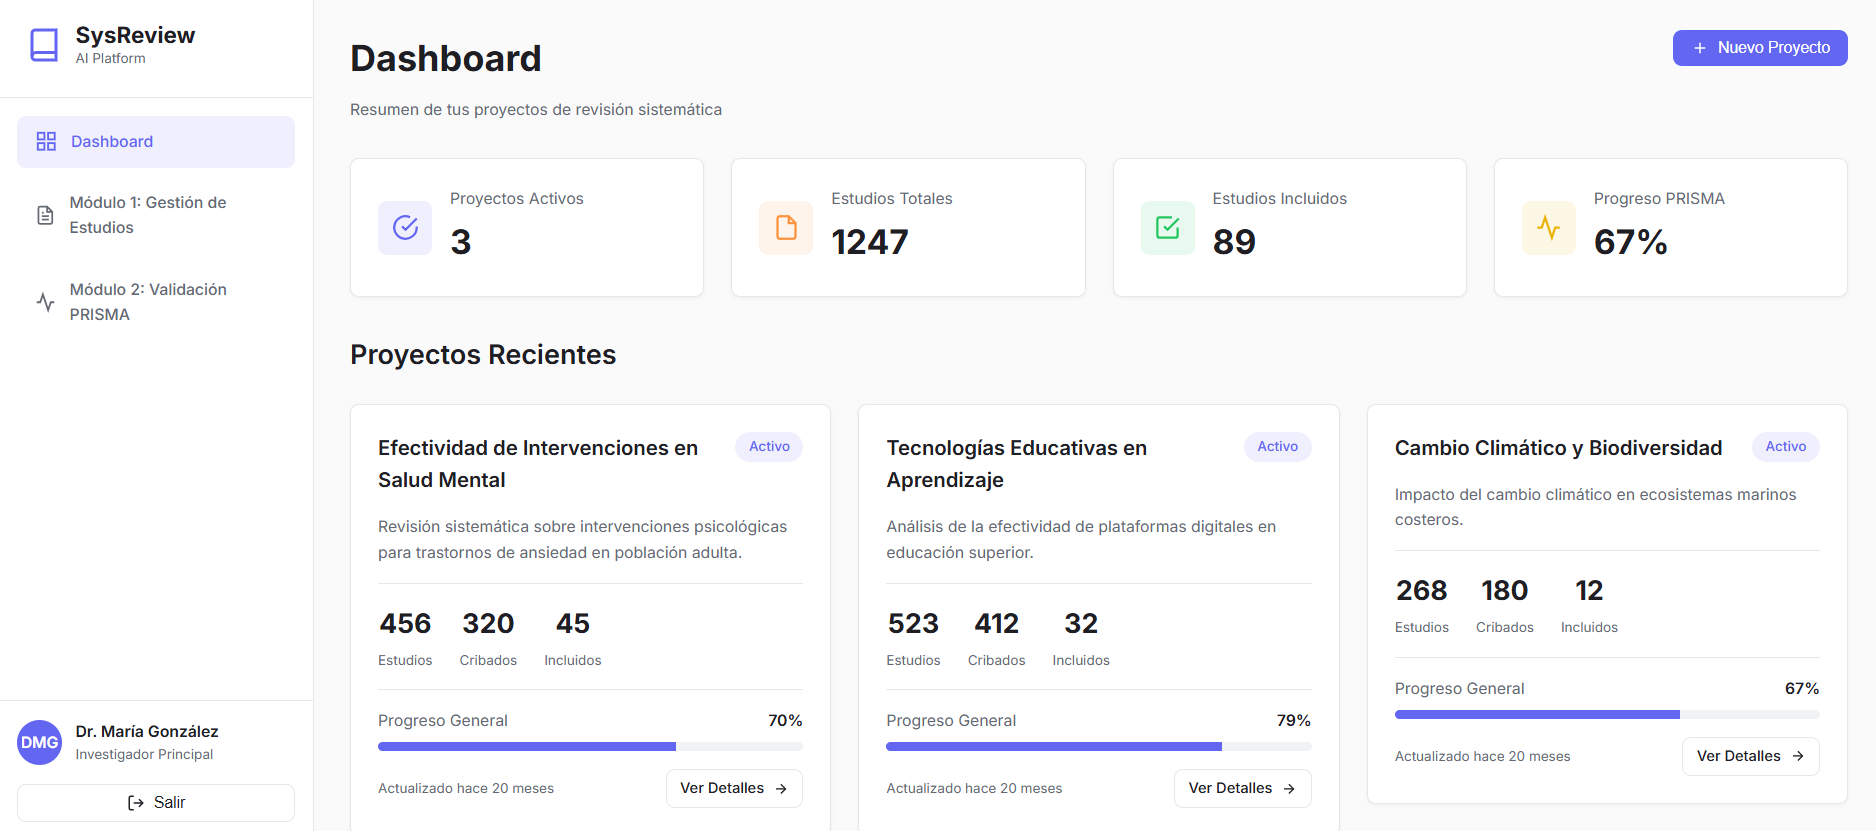 SysReview
AI Platform
Dashboard
Módulo 1: Gestión de
Estudios
Módulo 2: Validación
PRISMA
DMG
Dr. María González
Investigador Principal
Salir
Dashboard
Nuevo Proyecto
Resumen de tus proyectos de revisión sistemática
Proyectos Activos
3
Estudios Totales
1247
Estudios Incluidos
89
Progreso PRISMA
67%
Proyectos Recientes
Efectividad de Intervenciones en
Salud Mental
Activo
Revisión sistemática sobre intervenciones psicológicas
para trastornos de ansiedad en población adulta.
456 320 45
Estudios Cribados Incluidos
Progreso General 70%
Actualizado hace 20 meses
Ver Detalles →
Tecnologías Educativas en
Aprendizaje
Activo
Análisis de la efectividad de plataformas digitales en
educación superior.
523 412 32
Estudios Cribados Incluidos
Progreso General 79%
Actualizado hace 20 meses
Ver Detalles →
Cambio Climático y Biodiversidad
Activo
Impacto del cambio climático en ecosistemas marinos
costeros.
268 180 12
Estudios Cribados Incluidos
Progreso General 67%
Actualizado hace 20 meses
Ver Detalles →